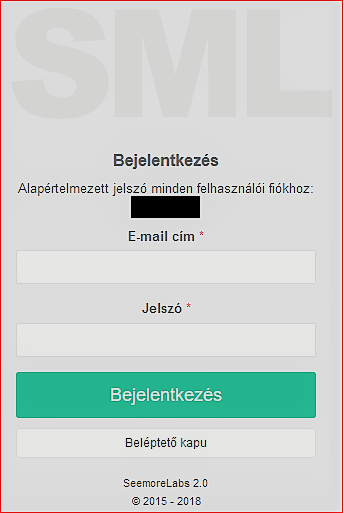 SML
Bejelentkezés
Alapértelmezett jelszó minden felhasználói fiókhoz:
E-mail cím *
Jelszó *
Bejelentkezés
Beléptető kapu
SeemoreLabs 2.0
© 2015 - 2018